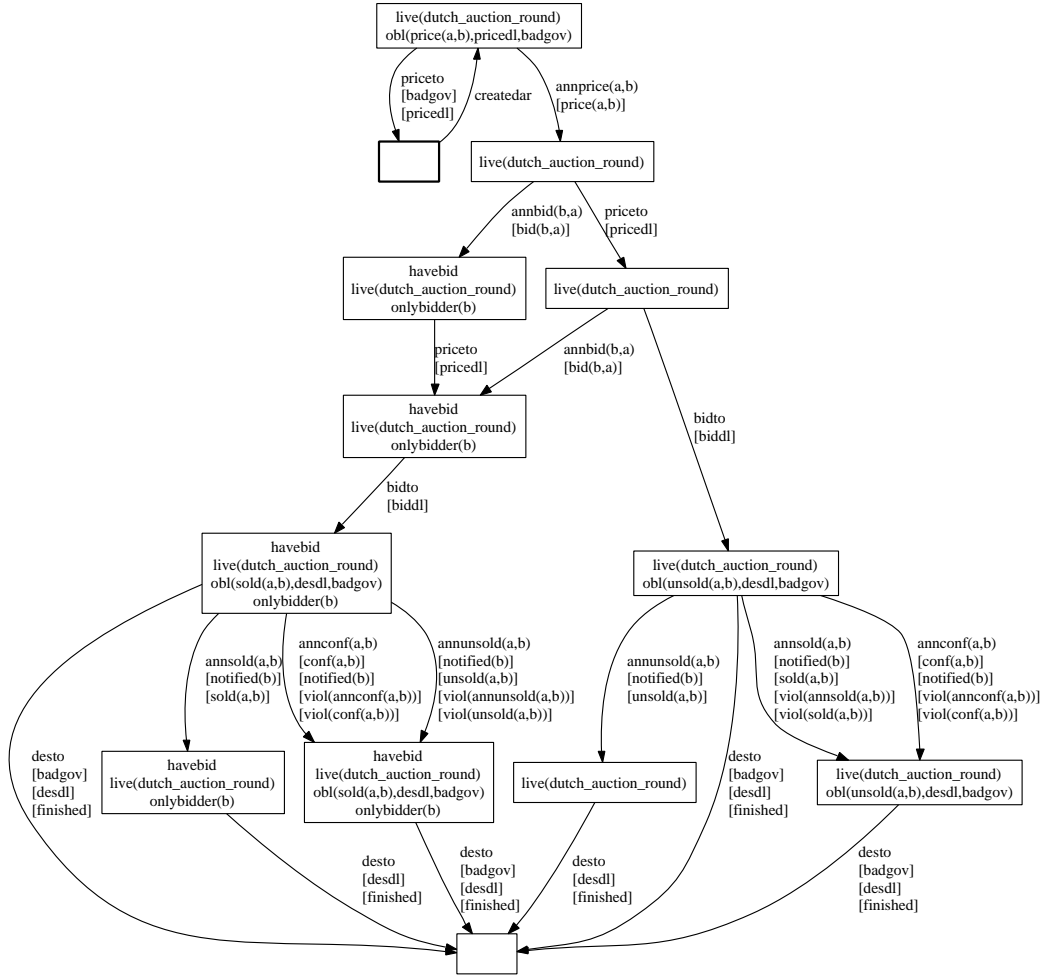 live(dutch_auction_round)
obl(price(a,b),pricedl,badgov)
priceto
[badgov]
[pricedl]
createdar
annprice(a,b)
[price(a,b)]
live(dutch_auction_round)
annbid(b,a)
[bid(b,a)]
priceto
[pricedl]
havebid
live(dutch_auction_round)
onlybidder(b)
live(dutch_auction_round)
priceto
[pricedl]
annbid(b,a)
[bid(b,a)]
havebid
live(dutch_auction_round)
onlybidder(b)
bidto
[biddl]
bidto
[biddl]
havebid
live(dutch_auction_round)
obl(sold(a,b),desdl,badgov)
onlybidder(b)
live(dutch_auction_round)
obl(unsold(a,b),desdl,badgov)
annsold(a,b)
[notified(b)]
[sold(a,b)]
annconf(a,b)
[conf(a,b)]
[notified(b)]
[viol(annconf(a,b))]
[viol(conf(a,b))]
annunsold(a,b)
[notified(b)]
[unsold(a,b)]
[viol(annunsold(a,b))]
[viol(unsold(a,b))]
annunsold(a,b)
[notified(b)]
[unsold(a,b)]
annsold(a,b)
[notified(b)]
[sold(a,b)]
[viol(annsold(a,b))]
[viol(sold(a,b))]
annconf(a,b)
[conf(a,b)]
[notified(b)]
[viol(annconf(a,b))]
[viol(conf(a,b))]
desto
[badgov]
[desdl]
[finished]
havebid
live(dutch_auction_round)
onlybidder(b)
havebid
live(dutch_auction_round)
obl(sold(a,b),desdl,badgov)
onlybidder(b)
live(dutch_auction_round)
desto
[badgov]
[desdl]
[finished]
live(dutch_auction_round)
obl(unsold(a,b),desdl,badgov)
desto
[desdl]
[finished]
desto
[badgov]
[desdl]
[finished]
desto
[desdl]
[finished]
desto
[badgov]
[desdl]
[finished]